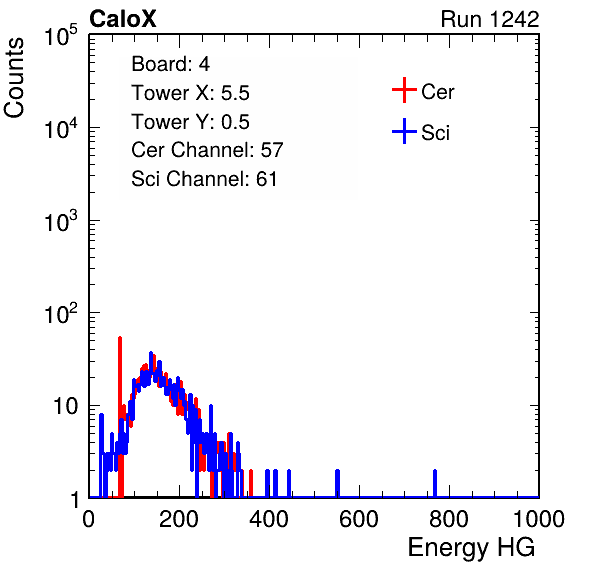 CaloX Run 1242
Counts
10^5
10^4
10^3
10^2
10
1
Board: 4
Tower X: 5.5
Tower Y: 0.5
Cer Channel: 57
Sci Channel: 61
Cer
Sci
0 200 400 600 800 1000
Energy HG